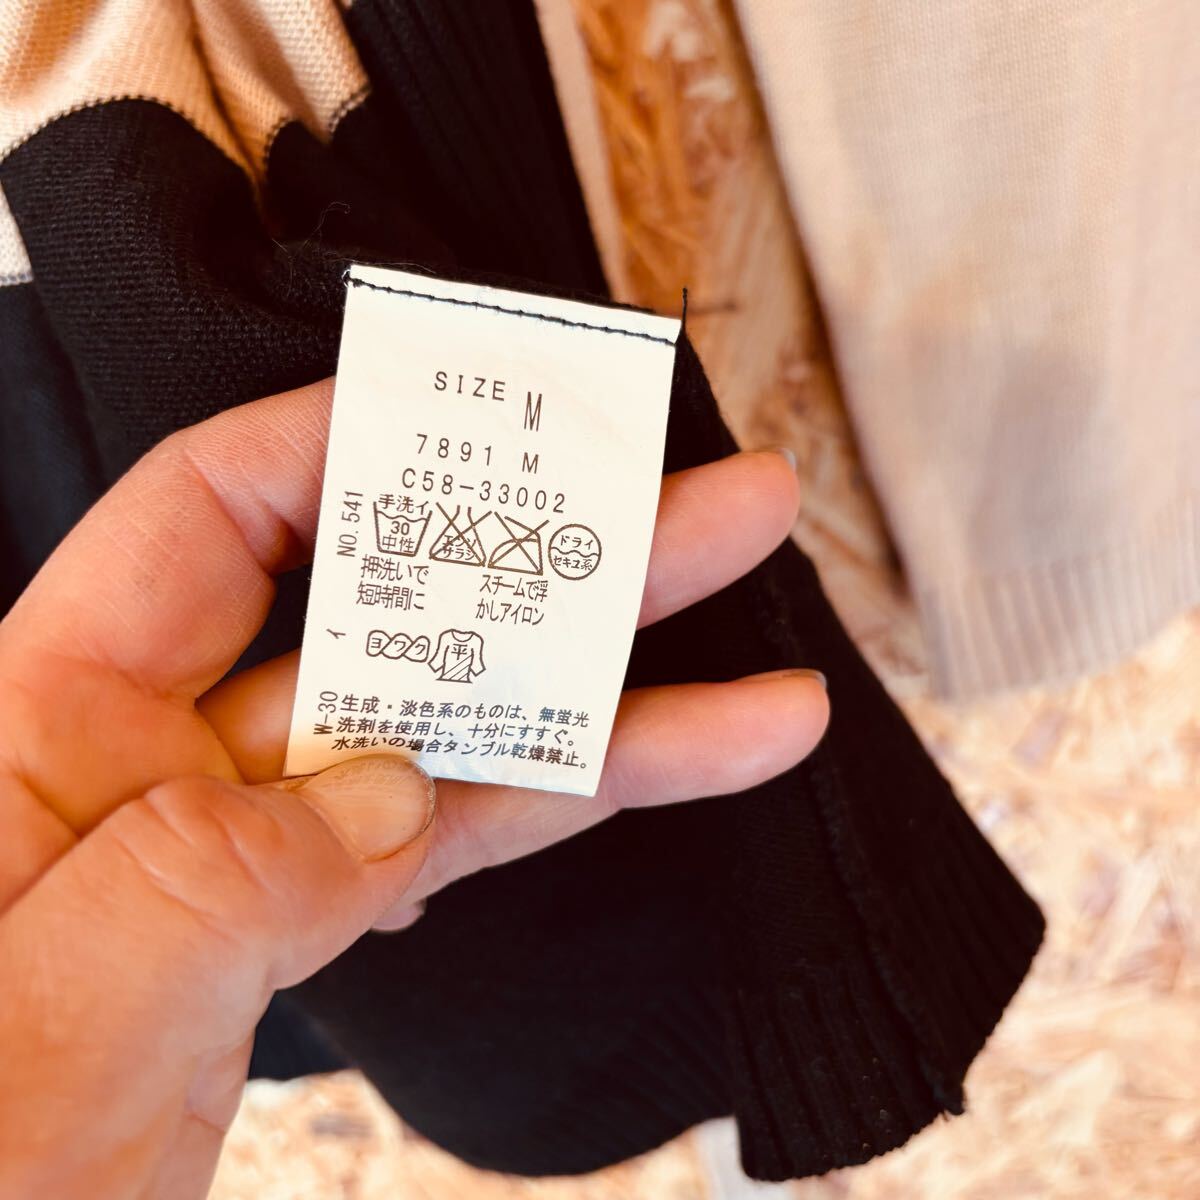 SIZE M
7891 M
C58-33002
NO. 541
手洗イ
30
中性
エンソ
サラシ
ドライ
セキユ系
押洗いで
短時間に
スチームで浮
かしアイロン
イ
ヨワク
平
W-30
生成・淡色系のものは、無蛍光
洗剤を使用し、十分にすすぐ。
水洗いの場合タンブル乾燥禁止。